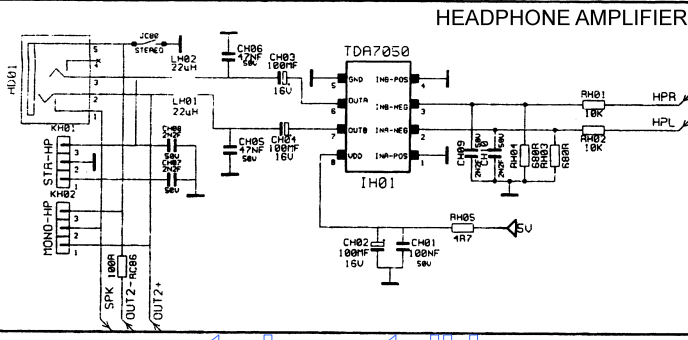 HEADPHONE AMPLIFIER
JC80
STEREO
5
4
3
2
1
HD01
LH02
22uH
LH01
22uH
CH06
47NF
50V
CH03
100MF
16V
CH05
47NF
50V
CH04
100MF
16V
TDA7050
GND
OUTA
OUTB
VDD
INB-POS
INB-NEG
INA-NEG
INA-POS
5
6
7
8
4
3
2
1
IH01
RH01
10K
HPR
HPL
RH02
10K
CH09
2N2F
50V
CH10
2N2F
50V
RH04
680R
RH03
680R
KH01
STR-HP
3
2
1
CH08
2N2F
50V
CH07
2N2F
50V
KH02
MONO-HP
3
2
1
RH05
4R7
5V
CH02
100MF
16V
CH01
100NF
50V
100R
RC86
SPK
OUT2-
OUT2+